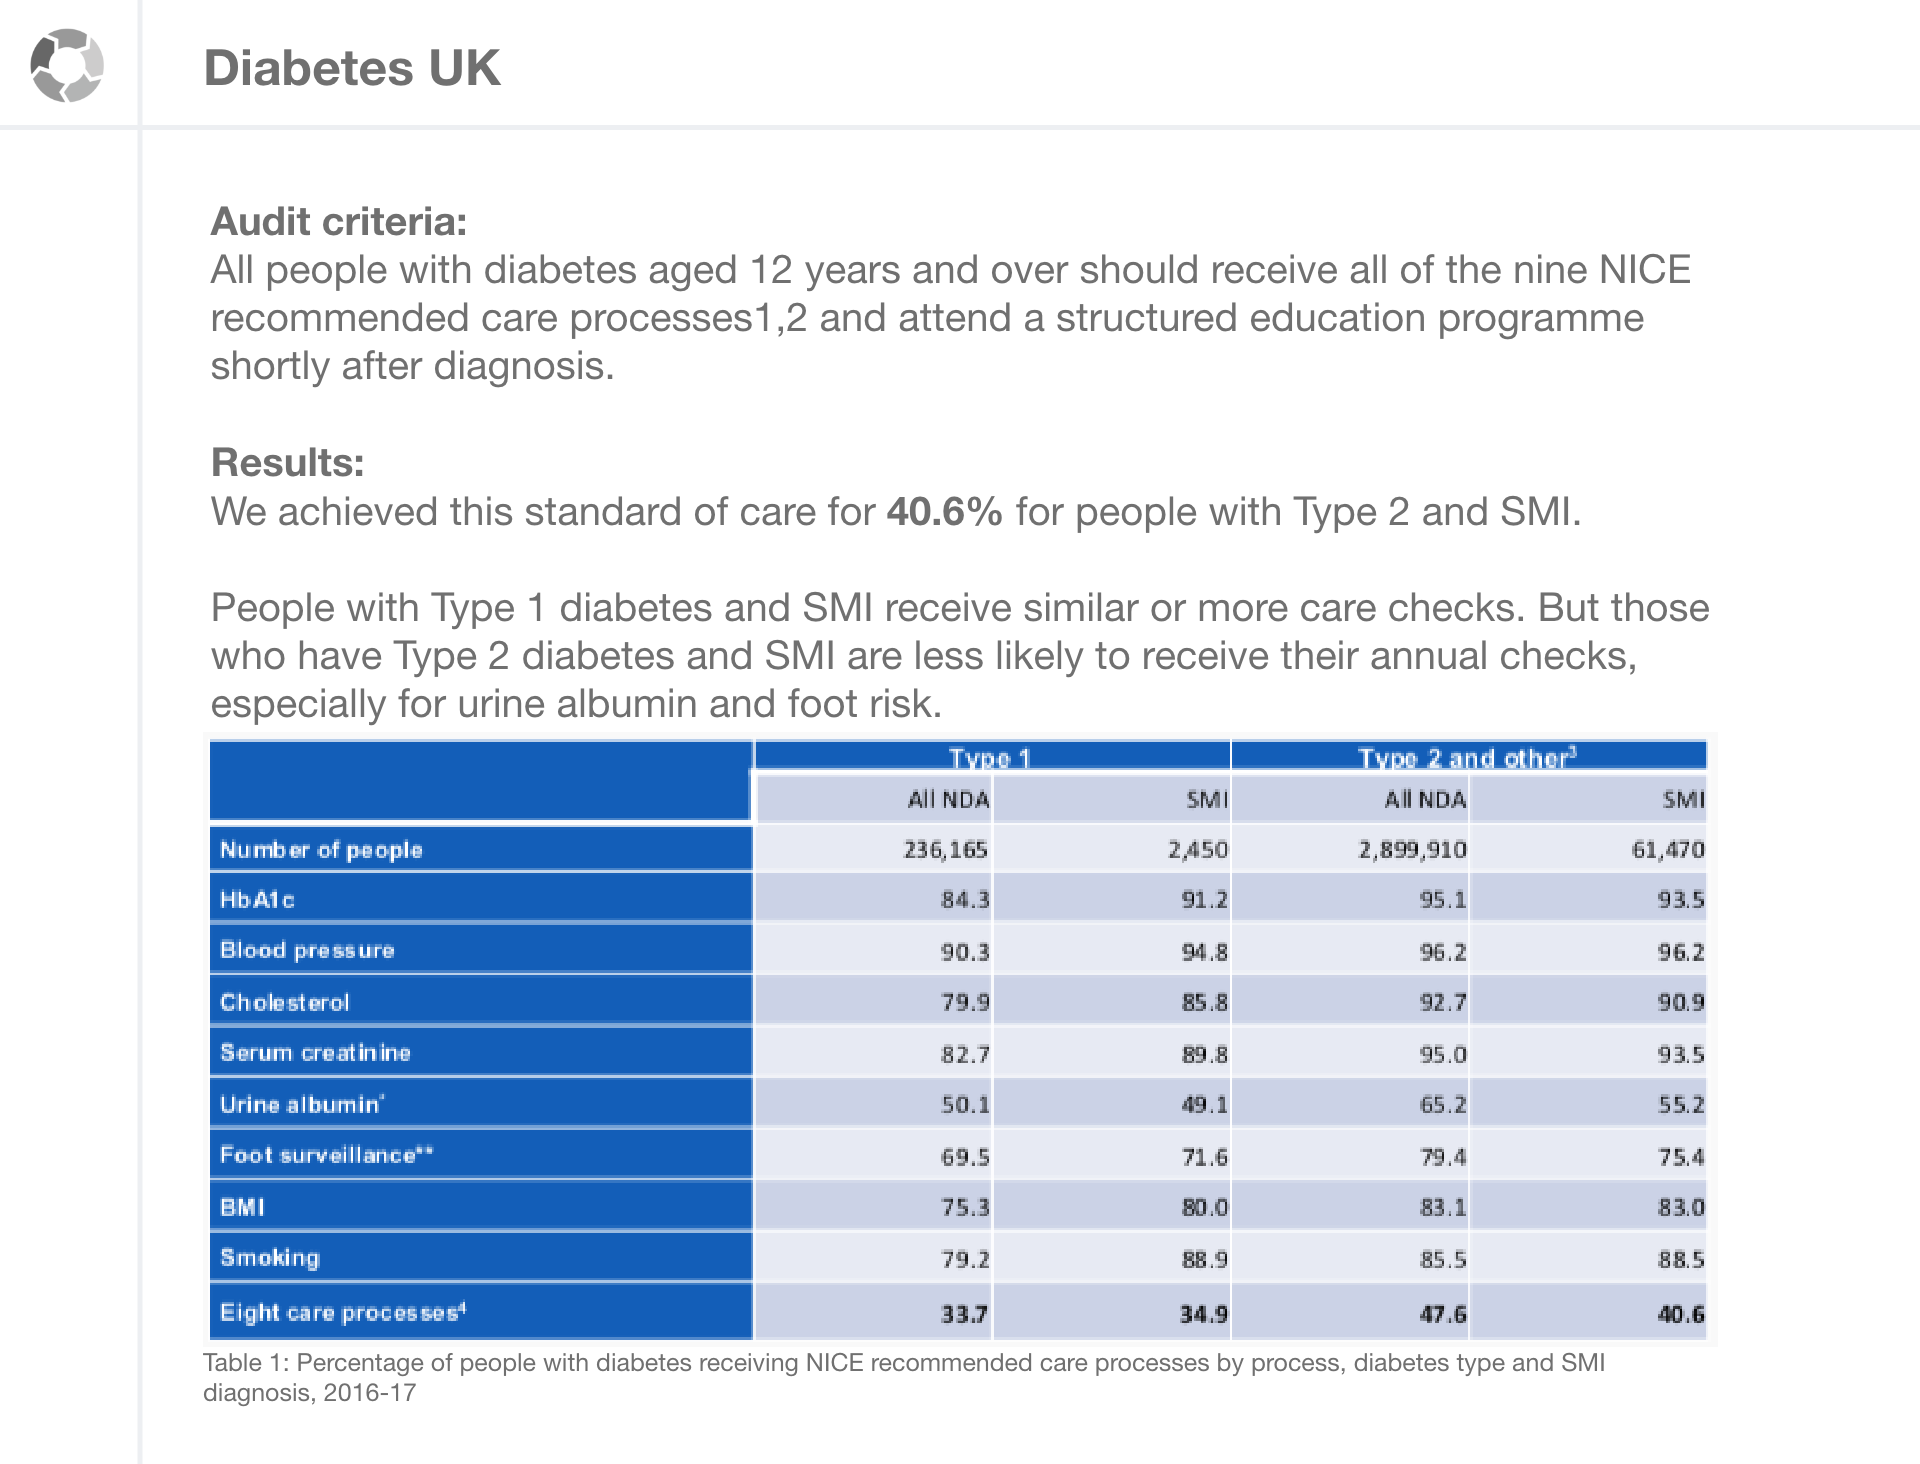 Diabetes UK
Audit criteria:
All people with diabetes aged 12 years and over should receive all of the nine NICE
recommended care processes1,2 and attend a structured education programme
shortly after diagnosis.
Results:
We achieved this standard of care for 40.6% for people with Type 2 and SMI.
People with Type 1 diabetes and SMI receive similar or more care checks. But those
who have Type 2 diabetes and SMI are less likely to receive their annual checks,
especially for urine albumin and foot risk.
Type 1 Type 2 and other³
All NDA SMI All NDA SMI
Number of people 236,165 2,450 2,899,910 61,470
HbA1c 84.3 91.2 95.1 93.5
Blood pressure 90.3 94.8 96.2 96.2
Cholesterol 79.9 85.8 92.7 90.9
Serum creatinine 82.7 89.8 95.0 93.5
Urine albumin* 50.1 49.1 65.2 55.2
Foot surveillance** 69.5 71.6 79.4 75.4
BMI 75.3 80.0 83.1 83.0
Smoking 79.2 88.9 85.5 88.5
Eight care processes⁴ 33.7 34.9 47.6 40.6
Table 1: Percentage of people with diabetes receiving NICE recommended care processes by process, diabetes type and SMI
diagnosis, 2016-17